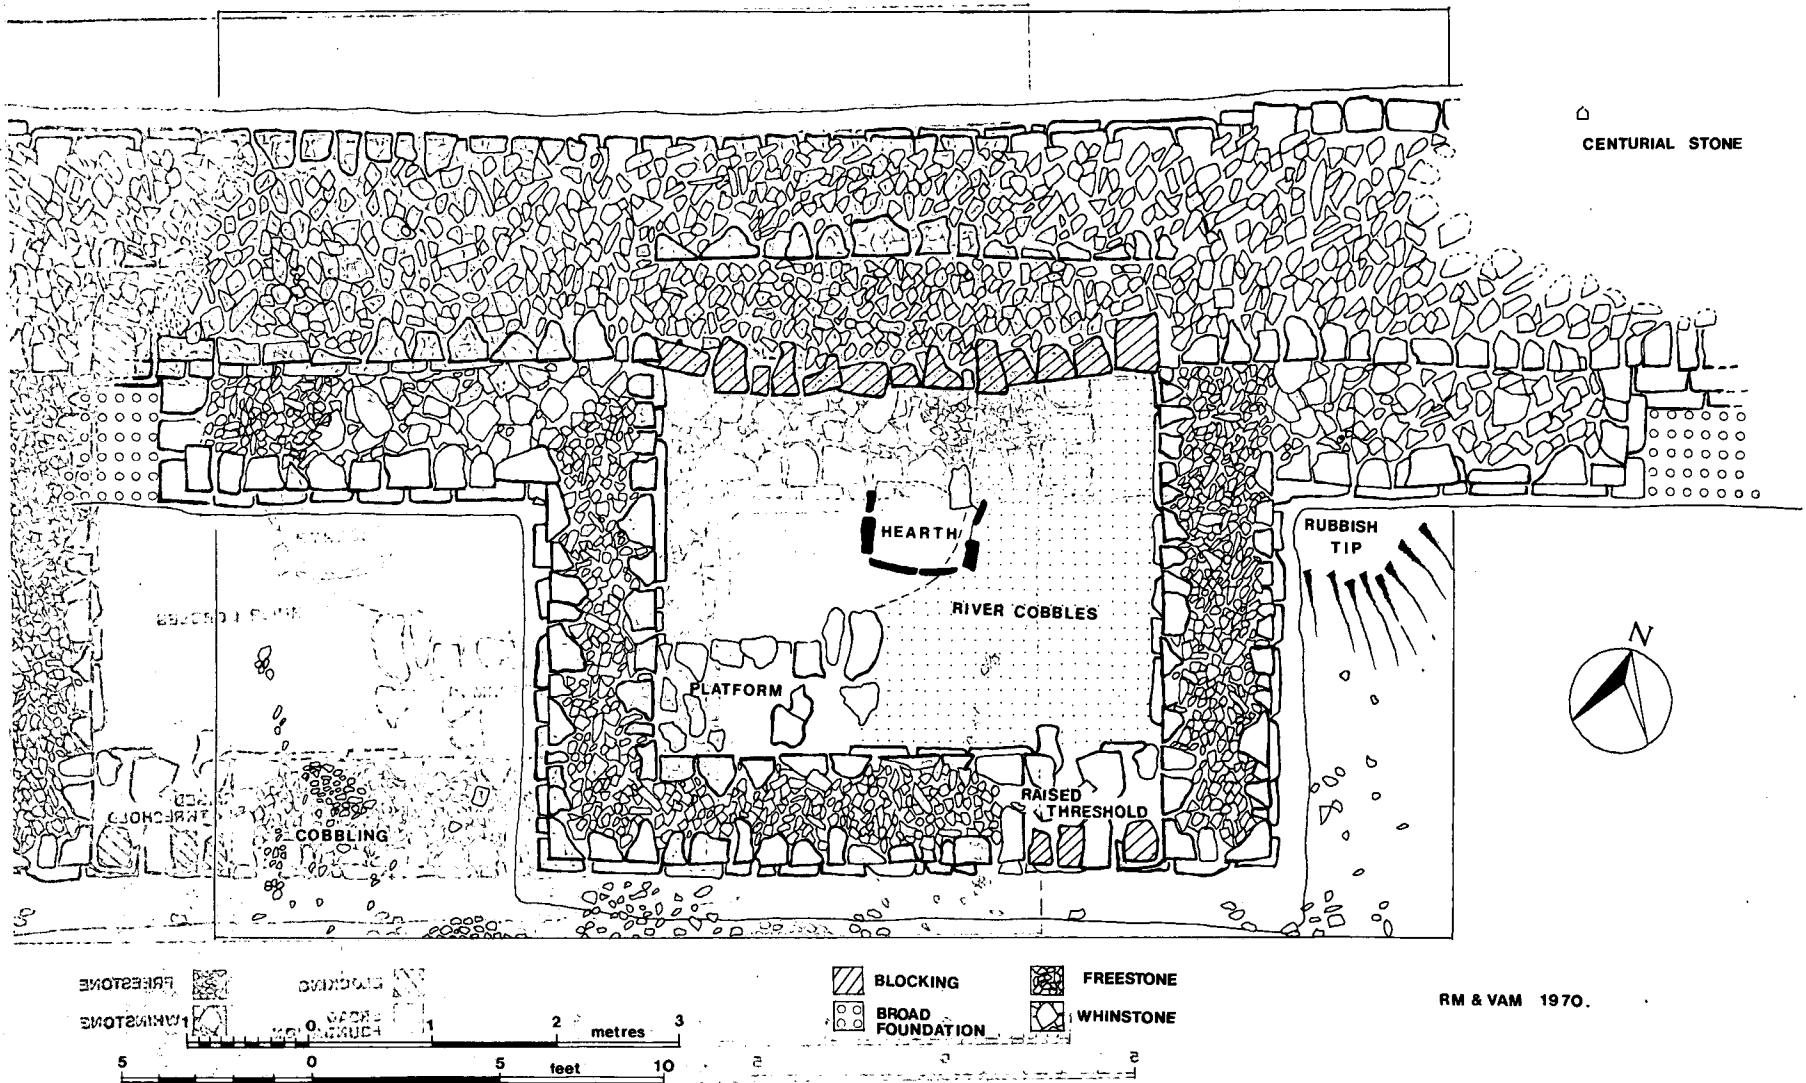 CENTURIAL STONE
RUBBISH
TIP
HEARTH
RIVER COBBLES
N
PLATFORM
RAISED
THRESHOLD
COBBLING
BLOCKING
FREESTONE
BROAD
FOUNDATION
WHINSTONE
RM & VAM 1970.
1 0 1 2 metres 3
5 0 5 feet 10